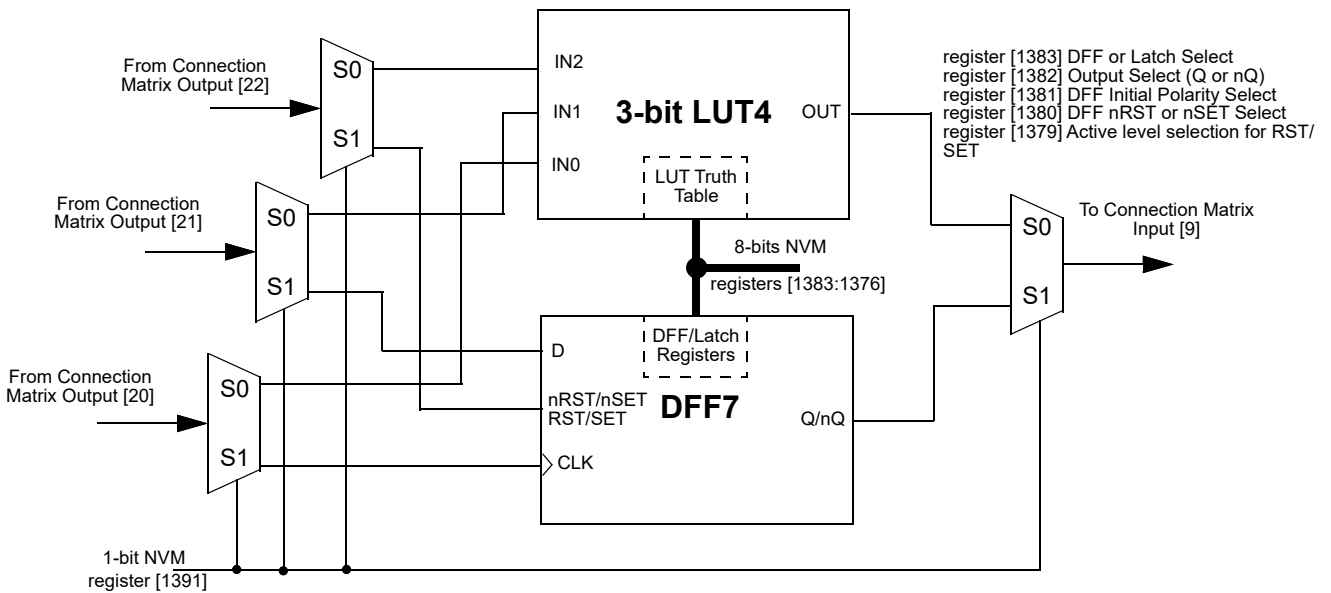 From Connection
Matrix Output [22]
S0
S1
IN2
IN1
IN0
3-bit LUT4
OUT
LUT Truth
Table
register [1383] DFF or Latch Select
register [1382] Output Select (Q or nQ)
register [1381] DFF Initial Polarity Select
register [1380] DFF nRST or nSET Select
register [1379] Active level selection for RST/
SET
From Connection
Matrix Output [21]
S0
S1
8-bits NVM
registers [1383:1376]
S0
S1
To Connection Matrix
Input [9]
From Connection
Matrix Output [20]
S0
S1
DFF/Latch
Registers
D
nRST/nSET
RST/SET
DFF7
Q/nQ
CLK
1-bit NVM
register [1391]